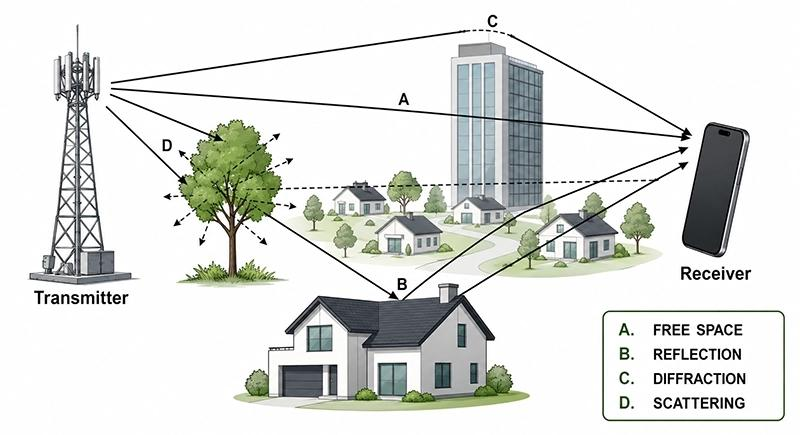 C
A
D
B
Transmitter
Receiver
A. FREE SPACE
B. REFLECTION
C. DIFFRACTION
D. SCATTERING